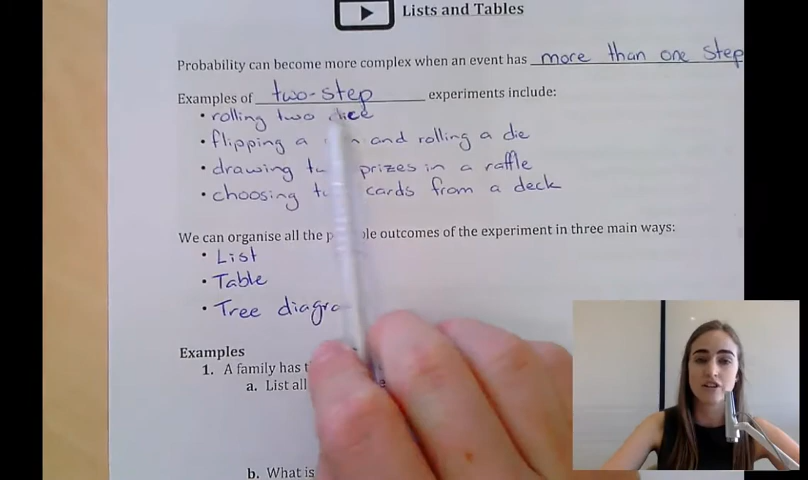 Lists and Tables
Probability can become more complex when an event has more than one step
Examples of two-step experiments include:
• rolling two dice
• flipping a and rolling a die
• drawing prizes in a raffle
• choosing cards from a deck
We can organise all the outcomes of the experiment in three main ways:
• List
• Table
• Tree
Examples
1. A family has
a. List all
b. What is